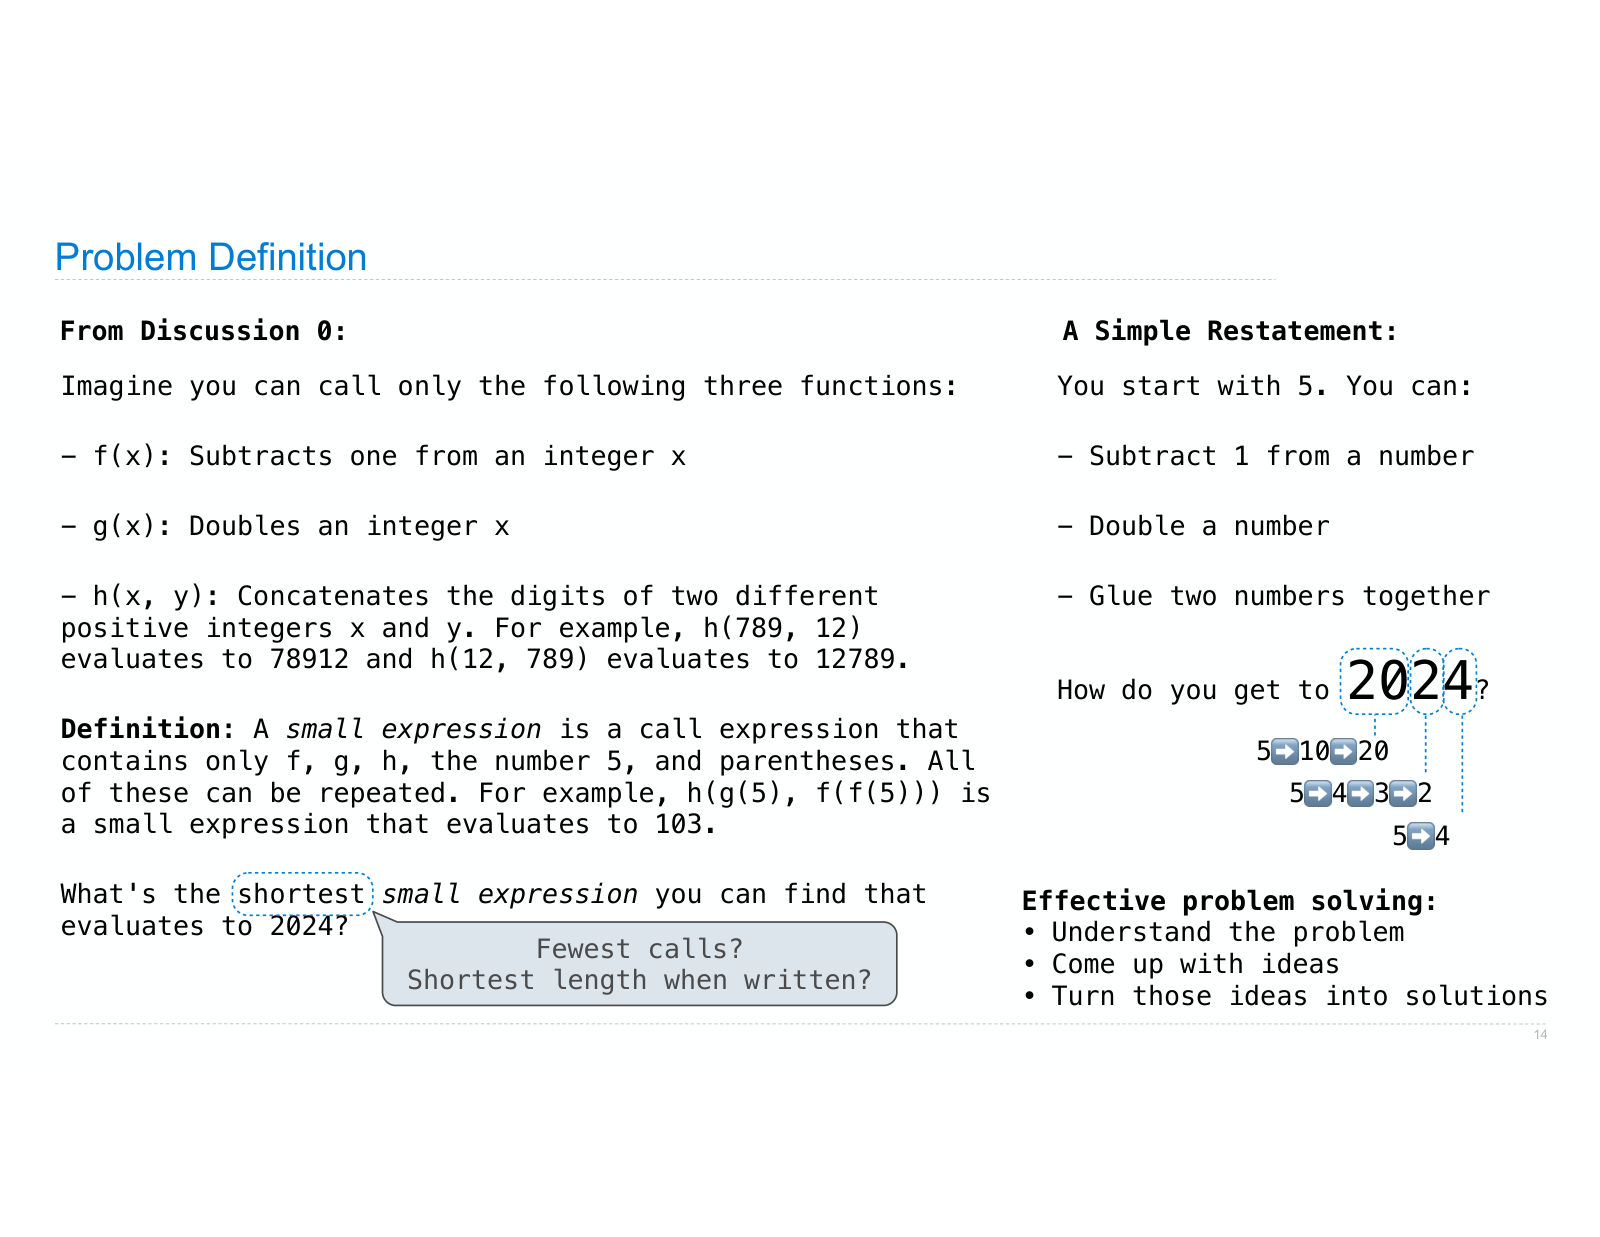 Problem Definition
From Discussion 0:
Imagine you can call only the following three functions:
– f(x): Subtracts one from an integer x
– g(x): Doubles an integer x
– h(x, y): Concatenates the digits of two different
positive integers x and y. For example, h(789, 12)
evaluates to 78912 and h(12, 789) evaluates to 12789.
Definition: A small expression is a call expression that
contains only f, g, h, the number 5, and parentheses. All
of these can be repeated. For example, h(g(5), f(f(5))) is
a small expression that evaluates to 103.
What's the shortest small expression you can find that
evaluates to 2024?
Fewest calls?
Shortest length when written?
A Simple Restatement:
You start with 5. You can:
– Subtract 1 from a number
– Double a number
– Glue two numbers together
How do you get to 2024?
5➡️10➡️20
5➡️4➡️3➡️2
5➡️4
Effective problem solving:
• Understand the problem
• Come up with ideas
• Turn those ideas into solutions
14